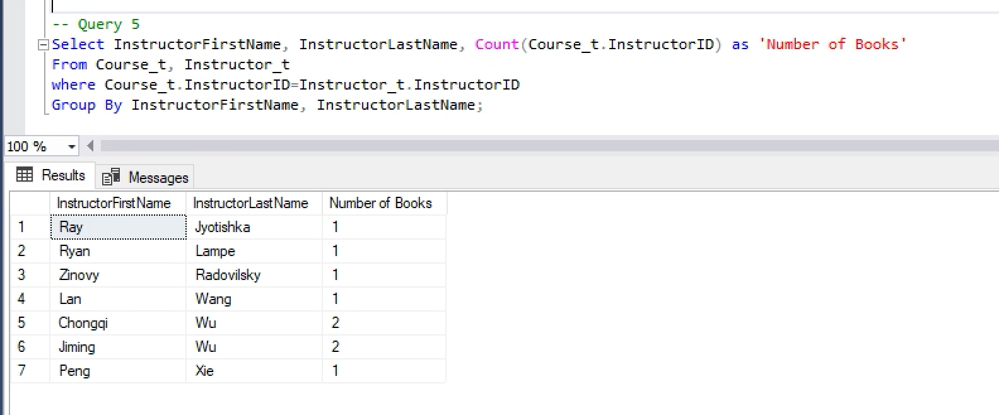 -- Query 5
Select InstructorFirstName, InstructorLastName, Count(Course_t.InstructorID) as 'Number of Books'
From Course_t, Instructor_t
where Course_t.InstructorID=Instructor_t.InstructorID
Group By InstructorFirstName, InstructorLastName;
100 %
Results Messages
InstructorFirstName InstructorLastName Number of Books
1 Ray Jyotishka 1
2 Ryan Lampe 1
3 Zinovy Radovilsky 1
4 Lan Wang 1
5 Chongqi Wu 2
6 Jiming Wu 2
7 Peng Xie 1